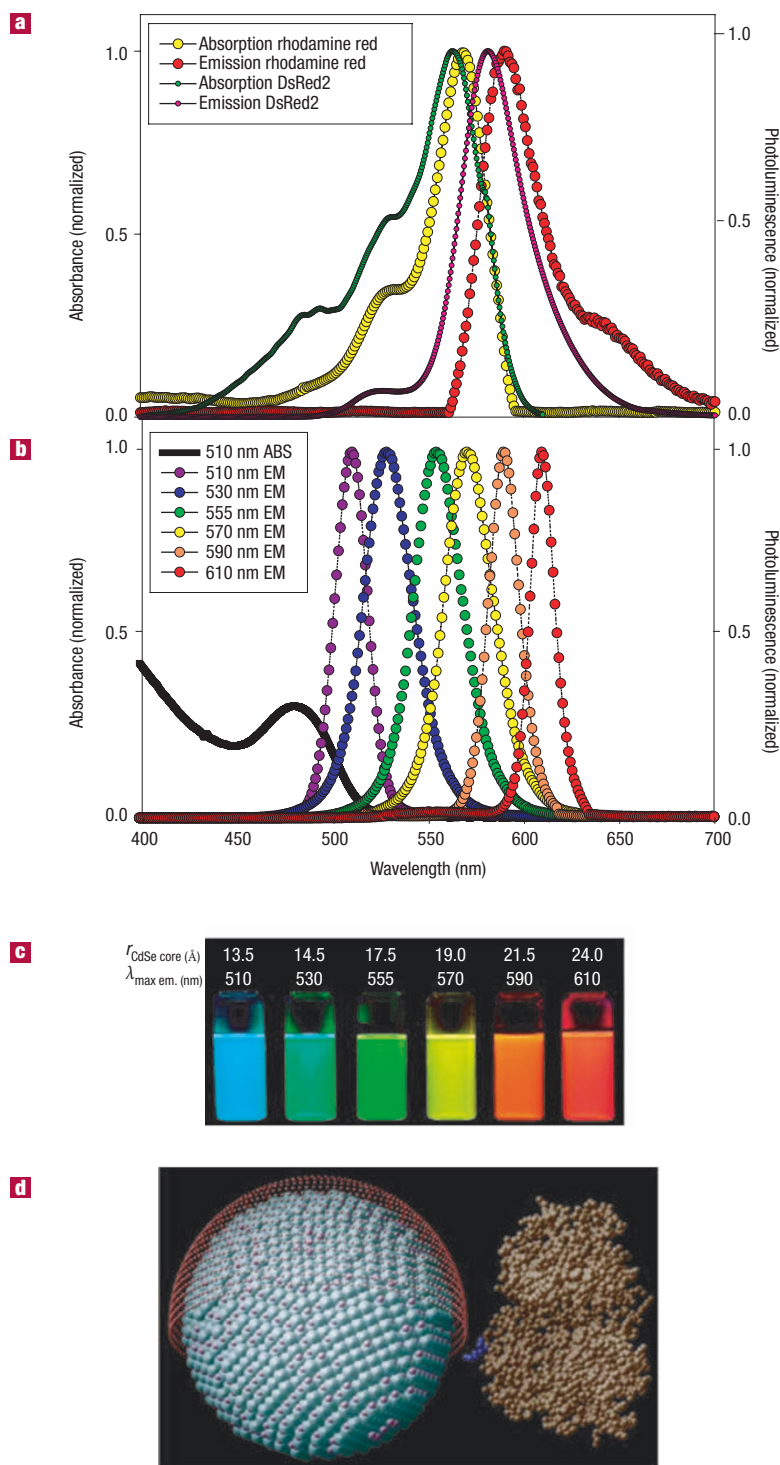 a
1.0
0.5
0.0
Absorbance (normalized)
Absorption rhodamine red
Emission rhodamine red
Absorption DsRed2
Emission DsRed2
1.0
0.5
0.0
Photoluminescence (normalized)
b
1.0
0.5
0.0
Absorbance (normalized)
510 nm ABS
510 nm EM
530 nm EM
555 nm EM
570 nm EM
590 nm EM
610 nm EM
1.0
0.5
0.0
Photoluminescence (normalized)
400 450 500 550 600 650 700
Wavelength (nm)
c
rCdSe core (Å) 13.5 14.5 17.5 19.0 21.5 24.0
λmax em. (nm) 510 530 555 570 590 610
d